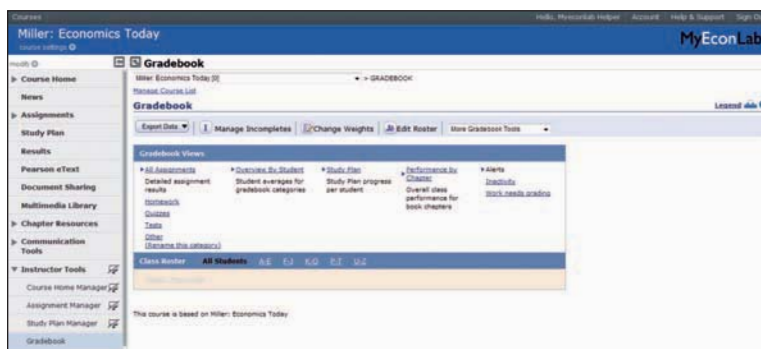 Courses Hello, Myeconlab Helper Account Help & Support Sign O
Miller: Economics Today
course settings
MyEconLab
modify
Gradebook
Miller: Economics Today > GRADEBOOK
Manage Course List
Gradebook
Legend
Export Data Manage Incompletes Change Weights Edit Roster More Gradebook Tools
Course Home
News
Assignments
Study Plan
Results
Pearson eText
Document Sharing
Multimedia Library
Chapter Resources
Communication
Tools
Instructor Tools
Course Home Manager
Assignment Manager
Study Plan Manager
Gradebook
Gradebook Views
All Assignments
Detailed assignment
results
Homework
Quizzes
Tests
Other
(Rename this category)
Overview By Student
Student averages for
gradebook categories
Study Plan
Study Plan progress
per student
Performance by
Chapter
Overall class
performance for
book chapters
Alerts
Inactivity
Work needs grading
Class Roster All Students A-E F-J K-O P-T U-Z
This course is based on Miller: Economics Today